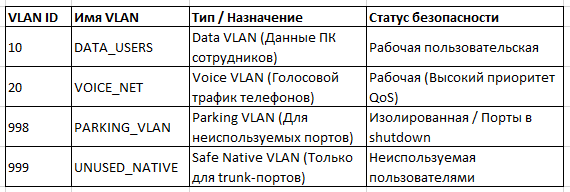 VLAN ID Имя VLAN Тип / Назначение Статус безопасности
10 DATA_USERS Data VLAN (Данные ПК сотрудников) Рабочая пользовательская
20 VOICE_NET Voice VLAN (Голосовой трафик телефонов) Рабочая (Высокий приоритет QoS)
998 PARKING_VLAN Parking VLAN (Для неиспользуемых портов) Изолированная / Порты в shutdown
999 UNUSED_NATIVE Safe Native VLAN (Только для trunk-портов) Неиспользуемая пользователями